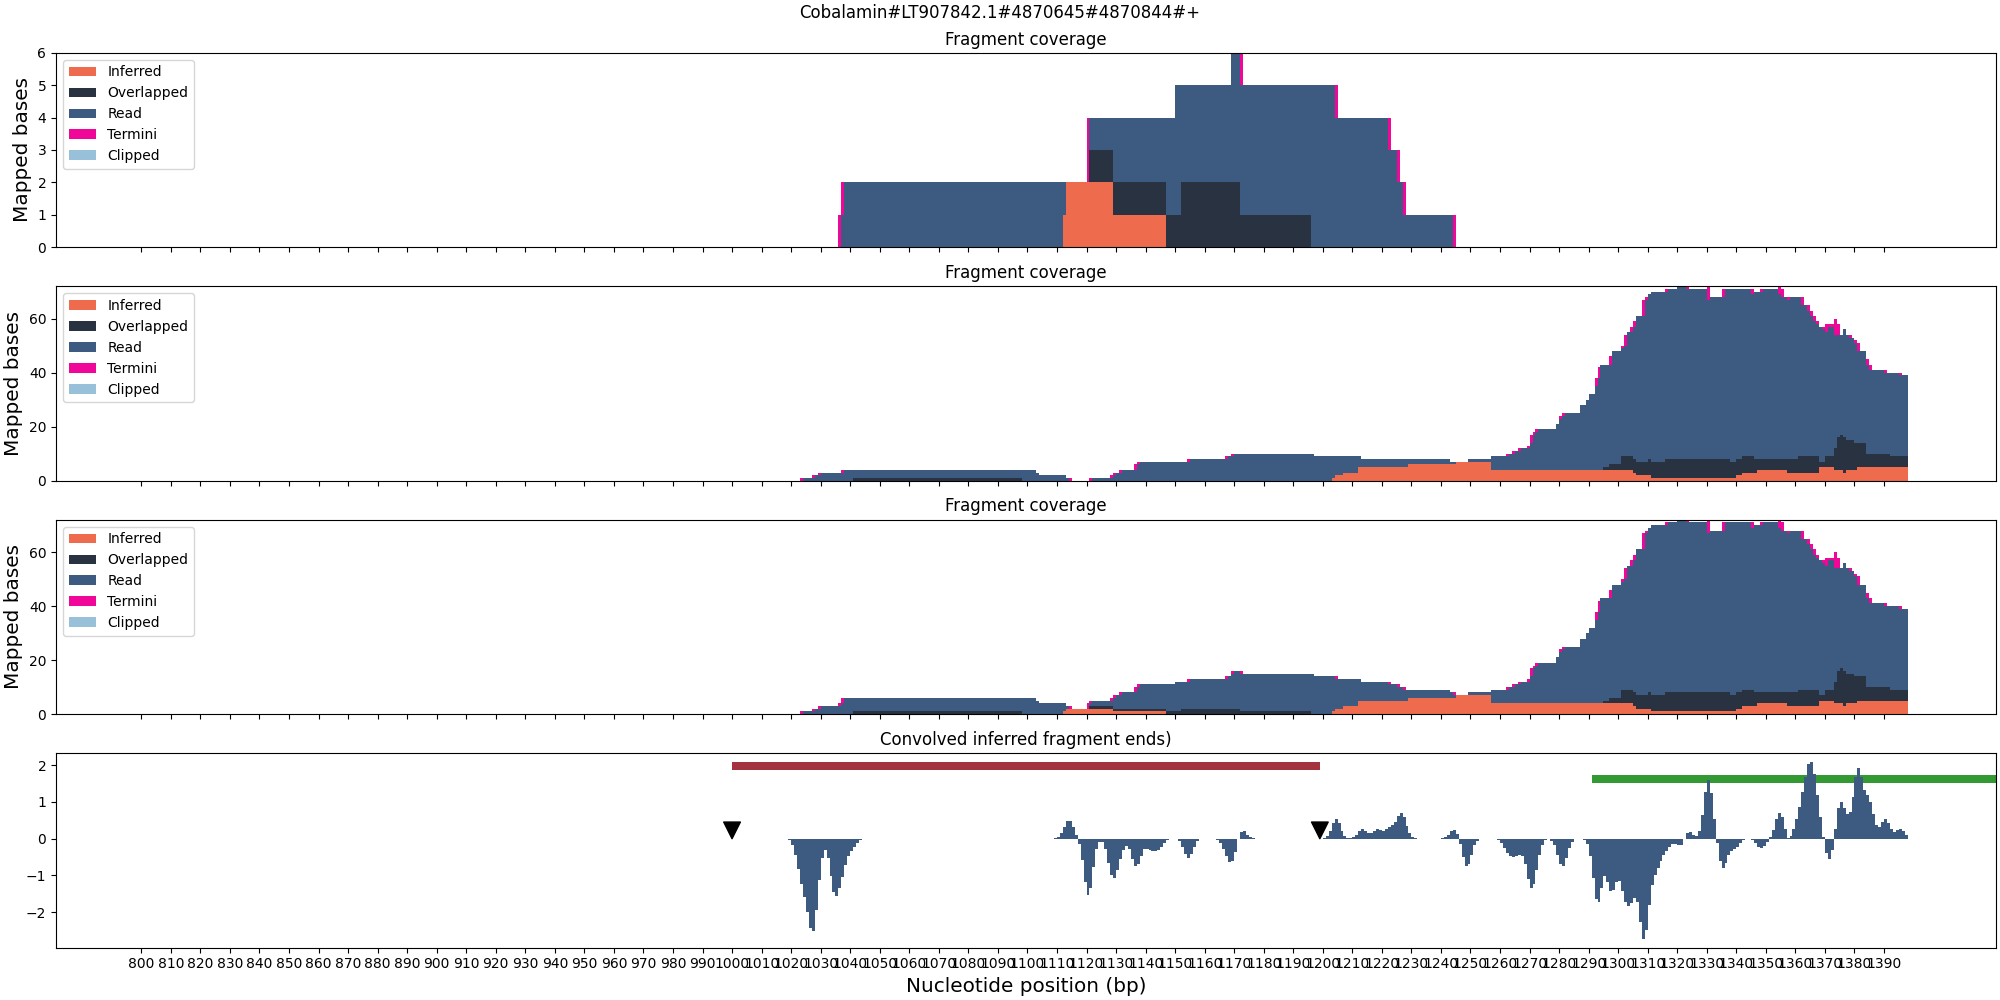 Cobalamin#LT907842.1#4870645#4870844#+
Fragment coverage
Mapped bases
6
5
4
3
2
1
0
Inferred
Overlapped
Read
Termini
Clipped
Fragment coverage
Mapped bases
60
40
20
0
Inferred
Overlapped
Read
Termini
Clipped
Fragment coverage
Mapped bases
60
40
20
0
Inferred
Overlapped
Read
Termini
Clipped
Convolved inferred fragment ends)
2
1
0
−1
−2
800 810 820 830 840 850 860 870 880 890 900 910 920 930 940 950 960 970 980 990 1000 1010 1020 1030 1040 1050 1060 1070 1080 1090 1100 1110 1120 1130 1140 1150 1160 1170 1180 1190 1200 1210 1220 1230 1240 1250 1260 1270 1280 1290 1300 1310 1320 1330 1340 1350 1360 1370 1380 1390
Nucleotide position (bp)